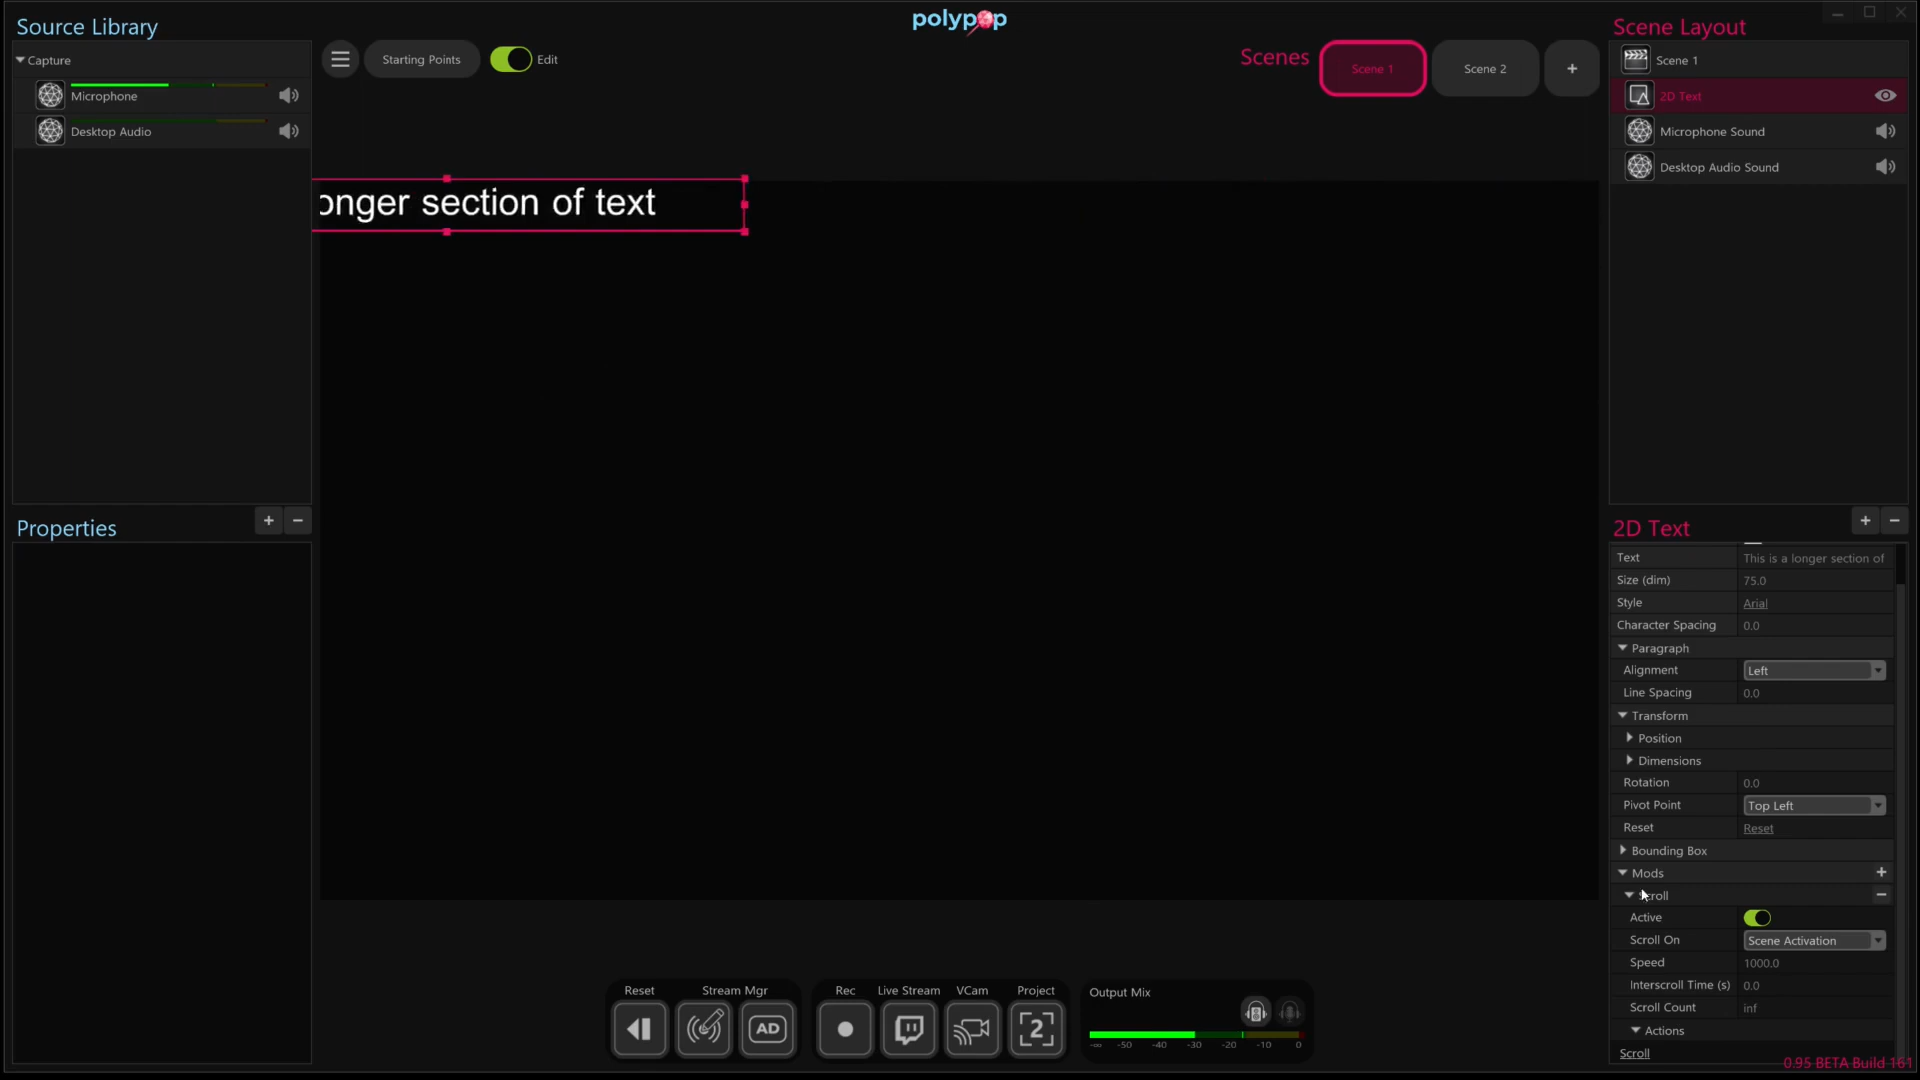 Source Library
polypop
Scene Layout
Capture
Microphone
Desktop Audio
Starting Points
Edit
Scenes
Scene 1
Scene 2
+
Scene 1
2D Text
Microphone Sound
Desktop Audio Sound
onger section of text
Properties
+
−
2D Text
+
−
Text
This is a longer section of
Size (dim)
75.0
Style
Arial
Character Spacing
0.0
Paragraph
Alignment
Left
Line Spacing
0.0
Transform
Position
Dimensions
Rotation
0.0
Pivot Point
Top Left
Reset
Reset
Bounding Box
Mods
+
Scroll
−
Active
Scroll On
Scene Activation
Speed
1000.0
Interscroll Time (s)
0.0
Scroll Count
inf
Actions
Scroll
Reset
Stream Mgr
AD
Rec
Live Stream
VCam
Project
2
Output Mix
-∞ -50 -40 -30 -20 -10 0
0.95 BETA Build 161